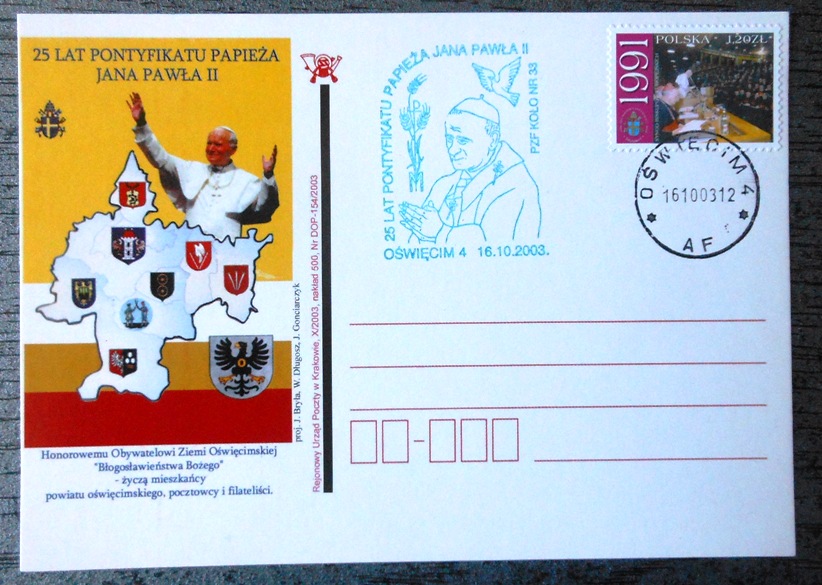 25 LAT PONTYFIKATU PAPIEŻA
JANA PAWŁA II
Honorowemu Obywatelowi Ziemi Oświęcimskiej
"Błogosławieństwa Bożego"
- życzą mieszkańcy
powiatu oświęcimskiego, pocztowcy i filateliści.
proj. J. Bryła, W. Długosz, J. Gonciarczyk
Rejonowy Urząd Poczty w Krakowie, X/2003, nakład 500, Nr DOP-154/2003
25 LAT PONTYFIKATU PAPIEŻA JANA PAWŁA II
PZF KOŁO NR 33
OŚWIĘCIM 4 16.10.2003.
1991
POLSKA 1,20ZŁ
OŚWIĘCIM 4
16100312
AF